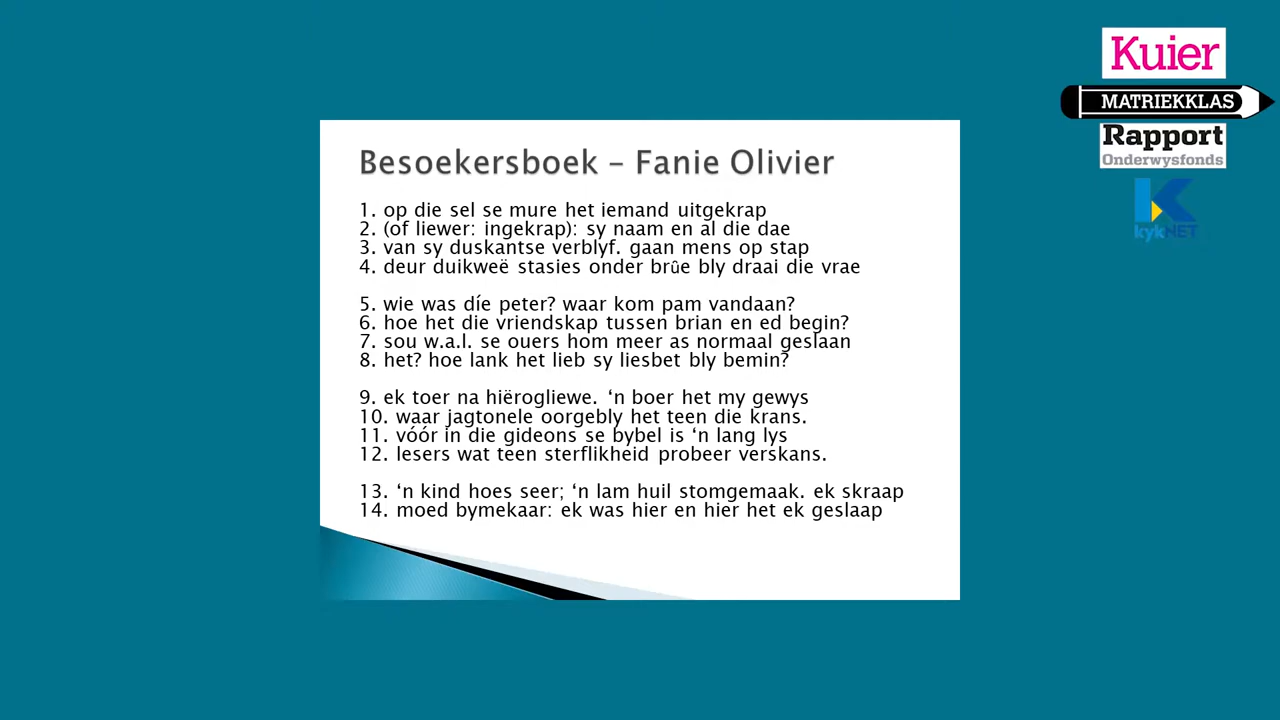 Kuier
MATRIEKKLAS
Rapport
Onderwysfonds
kykNET
Besoekersboek – Fanie Olivier
1. op die sel se mure het iemand uitgekrap
2. (of liewer: ingekrap): sy naam en al die dae
3. van sy duskantse verblyf. gaan mens op stap
4. deur duikweë stasies onder brûe bly draai die vrae
5. wie was díe peter? waar kom pam vandaan?
6. hoe het die vriendskap tussen brian en ed begin?
7. sou w.a.l. se ouers hom meer as normaal geslaan
8. het? hoe lank het lieb sy liesbet bly bemin?
9. ek toer na hiërogliewe. ‘n boer het my gewys
10. waar jagtonele oorgebly het teen die krans.
11. vóór in die gideons se bybel is ‘n lang lys
12. lesers wat teen sterflikheid probeer verskans.
13. ‘n kind hoes seer; ‘n lam huil stomgemaak. ek skraap
14. moed bymekaar: ek was hier en hier het ek geslaap